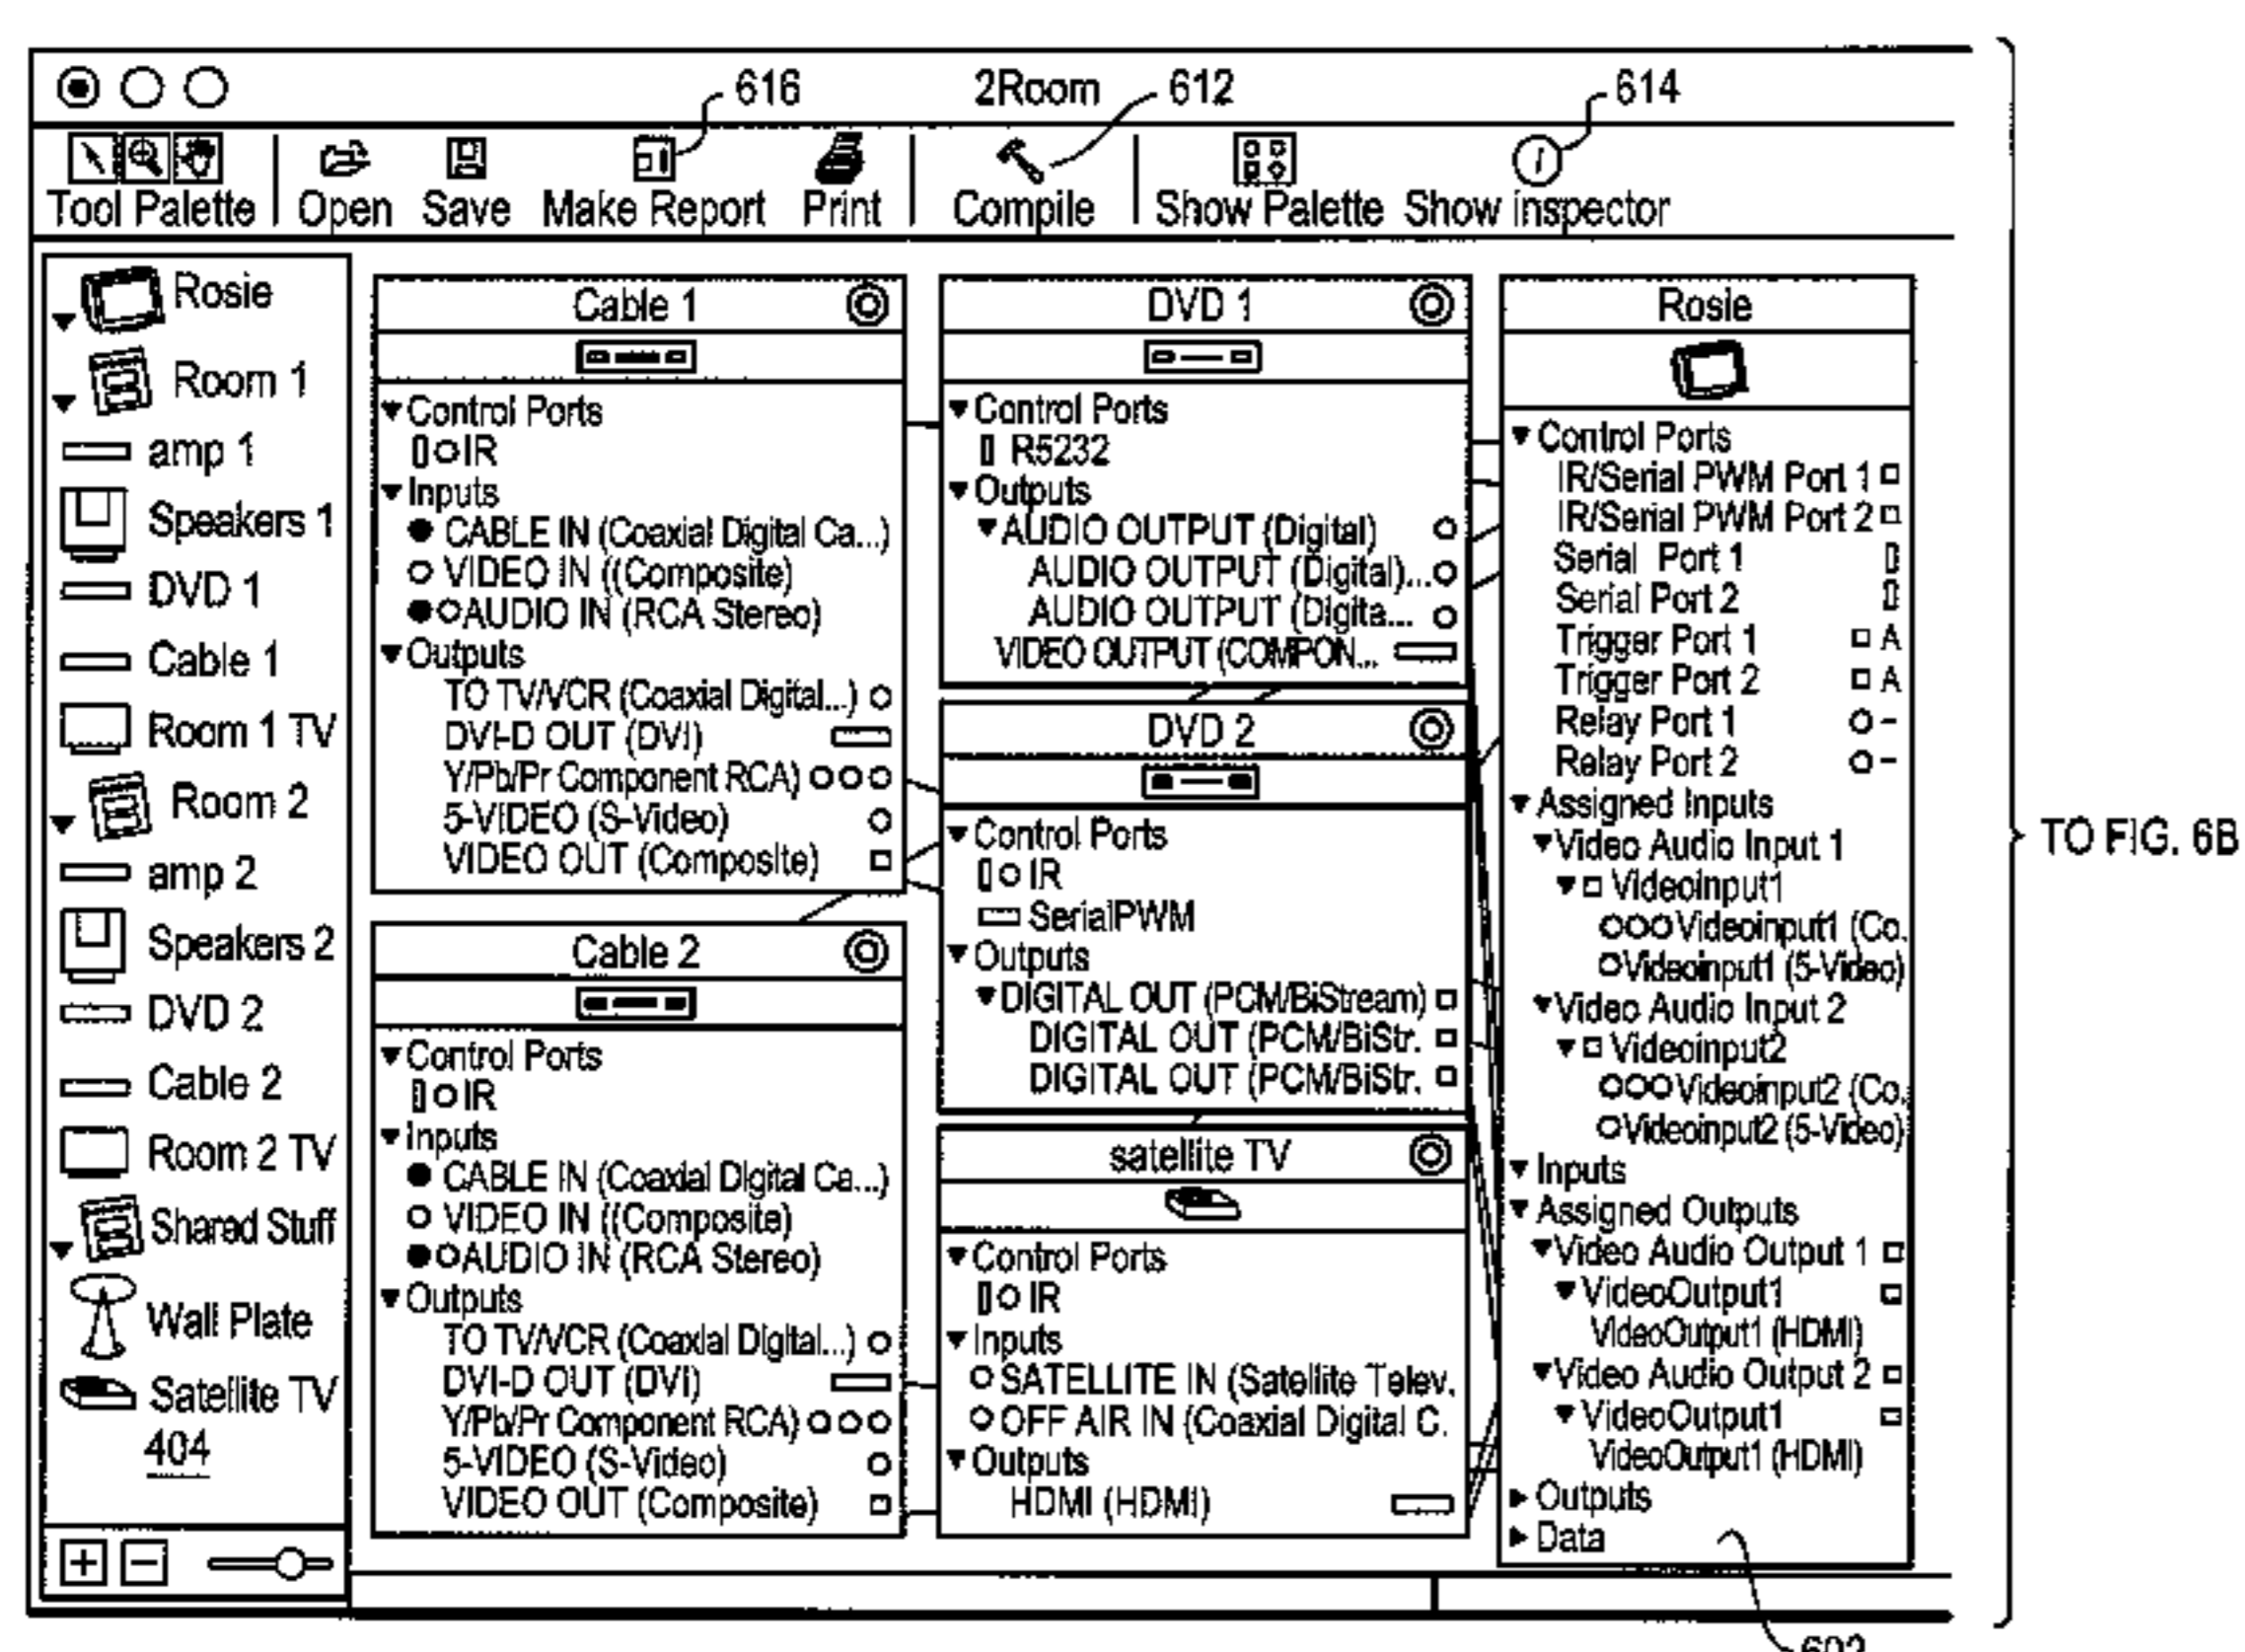 616
2Room
612
614
Tool Palette
Open
Save
Make Report
Print
Compile
Show Palette
Show inspector
Rosie
Room 1
amp 1
Speakers 1
DVD 1
Cable 1
Room 1 TV
Room 2
amp 2
Speakers 2
DVD 2
Cable 2
Room 2 TV
Shared Stuff
Wall Plate
Satellite TV
404
Cable 1
Control Ports
IR
Inputs
CABLE IN (Coaxial Digital Ca...)
VIDEO IN ((Composite)
AUDIO IN (RCA Stereo)
Outputs
TO TV/VCR (Coaxial Digital...)
DVI-D OUT (DVI)
Y/Pb/Pr Component RCA)
5-VIDEO (S-Video)
VIDEO OUT (Composite)
Cable 2
Control Ports
IR
Inputs
CABLE IN (Coaxial Digital Ca...)
VIDEO IN ((Composite)
AUDIO IN (RCA Stereo)
Outputs
TO TV/VCR (Coaxial Digital...)
DVI-D OUT (DVI)
Y/Pb/Pr Component RCA)
5-VIDEO (S-Video)
VIDEO OUT (Composite)
DVD 1
Control Ports
R5232
Outputs
AUDIO OUTPUT (Digital)
AUDIO OUTPUT (Digital)...
AUDIO OUTPUT (Digita...
VIDEO OUTPUT (COMPON...
DVD 2
Control Ports
IR
SerialPWM
Outputs
DIGITAL OUT (PCM/BiStream)
DIGITAL OUT (PCM/BiStr.
DIGITAL OUT (PCM/BiStr.
satellite TV
Control Ports
IR
Inputs
SATELLITE IN (Satellite Telev.
OFF AIR IN (Coaxial Digital C.
Outputs
HDMI (HDMI)
Rosie
Control Ports
IR/Serial PWM Port 1
IR/Serial PWM Port 2
Serial Port 1
Serial Port 2
Trigger Port 1 A
Trigger Port 2 A
Relay Port 1 -
Relay Port 2 -
Assigned Inputs
Video Audio Input 1
VideoInput1
Videoinput1 (Co.
Videoinput1 (5-Video)
Video Audio Input 2
Videoinput2
Videoinput2 (Co.
Videoinput2 (5-Video)
Inputs
Assigned Outputs
Video Audio Output 1
VideoOutput1
VideoOutput1 (HDMI)
Video Audio Output 2
VideoOutput1
VideoOutput1 (HDMI)
Outputs
Data
TO FIG. 6B